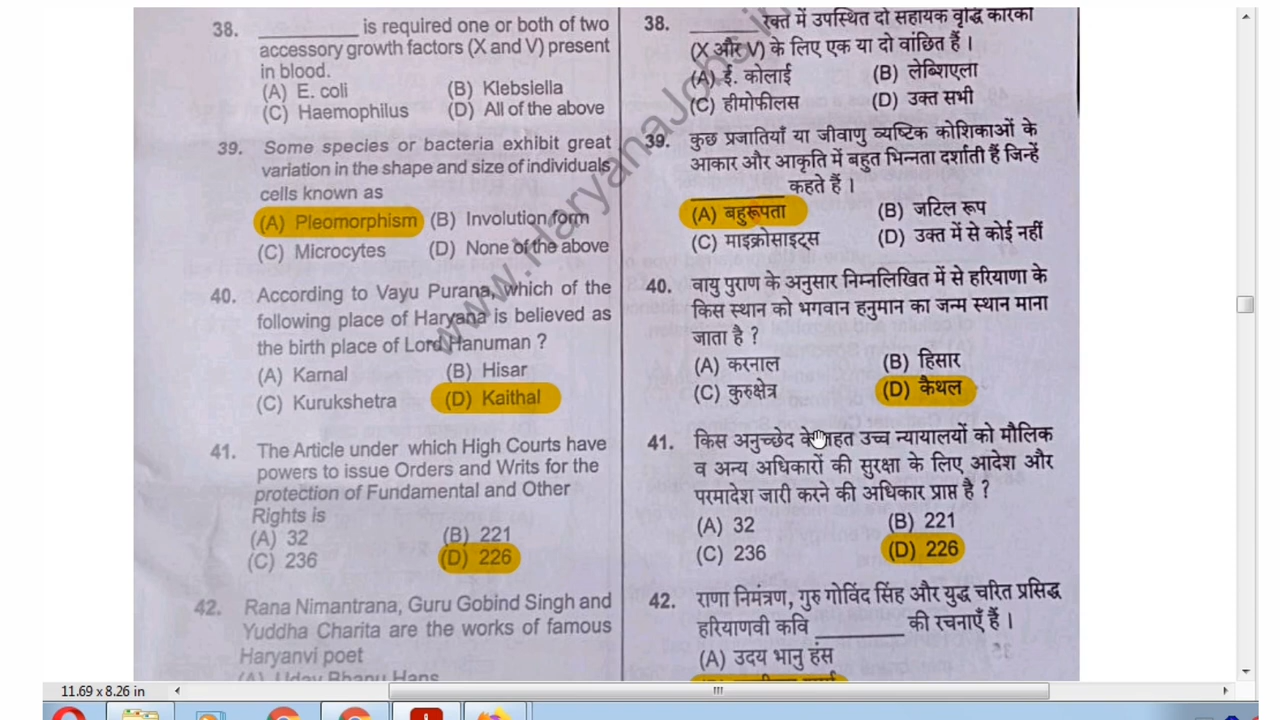 38. __________ is required one or both of two
accessory growth factors (X and V) present
in blood.
(A) E. coli (B) Klebsiella
(C) Haemophilus (D) All of the above
39. Some species or bacteria exhibit great
variation in the shape and size of individuals
cells known as
(A) Pleomorphism (B) Involution form
(C) Microcytes (D) None of the above
40. According to Vayu Purana, which of the
following place of Haryana is believed as
the birth place of Lord Hanuman ?
(A) Karnal (B) Hisar
(C) Kurukshetra (D) Kaithal
41. The Article under which High Courts have
powers to issue Orders and Writs for the
protection of Fundamental and Other
Rights is
(A) 32 (B) 221
(C) 236 (D) 226
42. Rana Nimantrana, Guru Gobind Singh and
Yuddha Charita are the works of famous
Haryanvi poet
(A) Uday Bhanu Hans
38. _______ रक्त में उपस्थित दो सहायक वृद्धि कारकों
(X और V) के लिए एक या दो वांछित हैं ।
(A) ई. कोलाई (B) लेब्शिएला
(C) हीमोफीलस (D) उक्त सभी
39. कुछ प्रजातियाँ या जीवाणु व्यष्टिक कोशिकाओं के
आकार और आकृति में बहुत भिन्नता दर्शाती हैं जिन्हें
__________ कहते हैं ।
(A) बहुरूपता (B) जटिल रूप
(C) माइक्रोसाइट्स (D) उक्त में से कोई नहीं
40. वायु पुराण के अनुसार निम्नलिखित में से हरियाणा के
किस स्थान को भगवान हनुमान का जन्म स्थान माना
जाता है ?
(A) करनाल (B) हिसार
(C) कुरुक्षेत्र (D) कैथल
41. किस अनुच्छेद के तहत उच्च न्यायालयों को मौलिक
व अन्य अधिकारों की सुरक्षा के लिए आदेश और
परमादेश जारी करने की अधिकार प्राप्त है ?
(A) 32 (B) 221
(C) 236 (D) 226
42. राणा निमंत्रण, गुरु गोविंद सिंह और युद्ध चरित प्रसिद्ध
हरियाणवी कवि _________ की रचनाएँ हैं ।
(A) उदय भानु हंस
www.HaryanaJobs.in
11.69 x 8.26 in